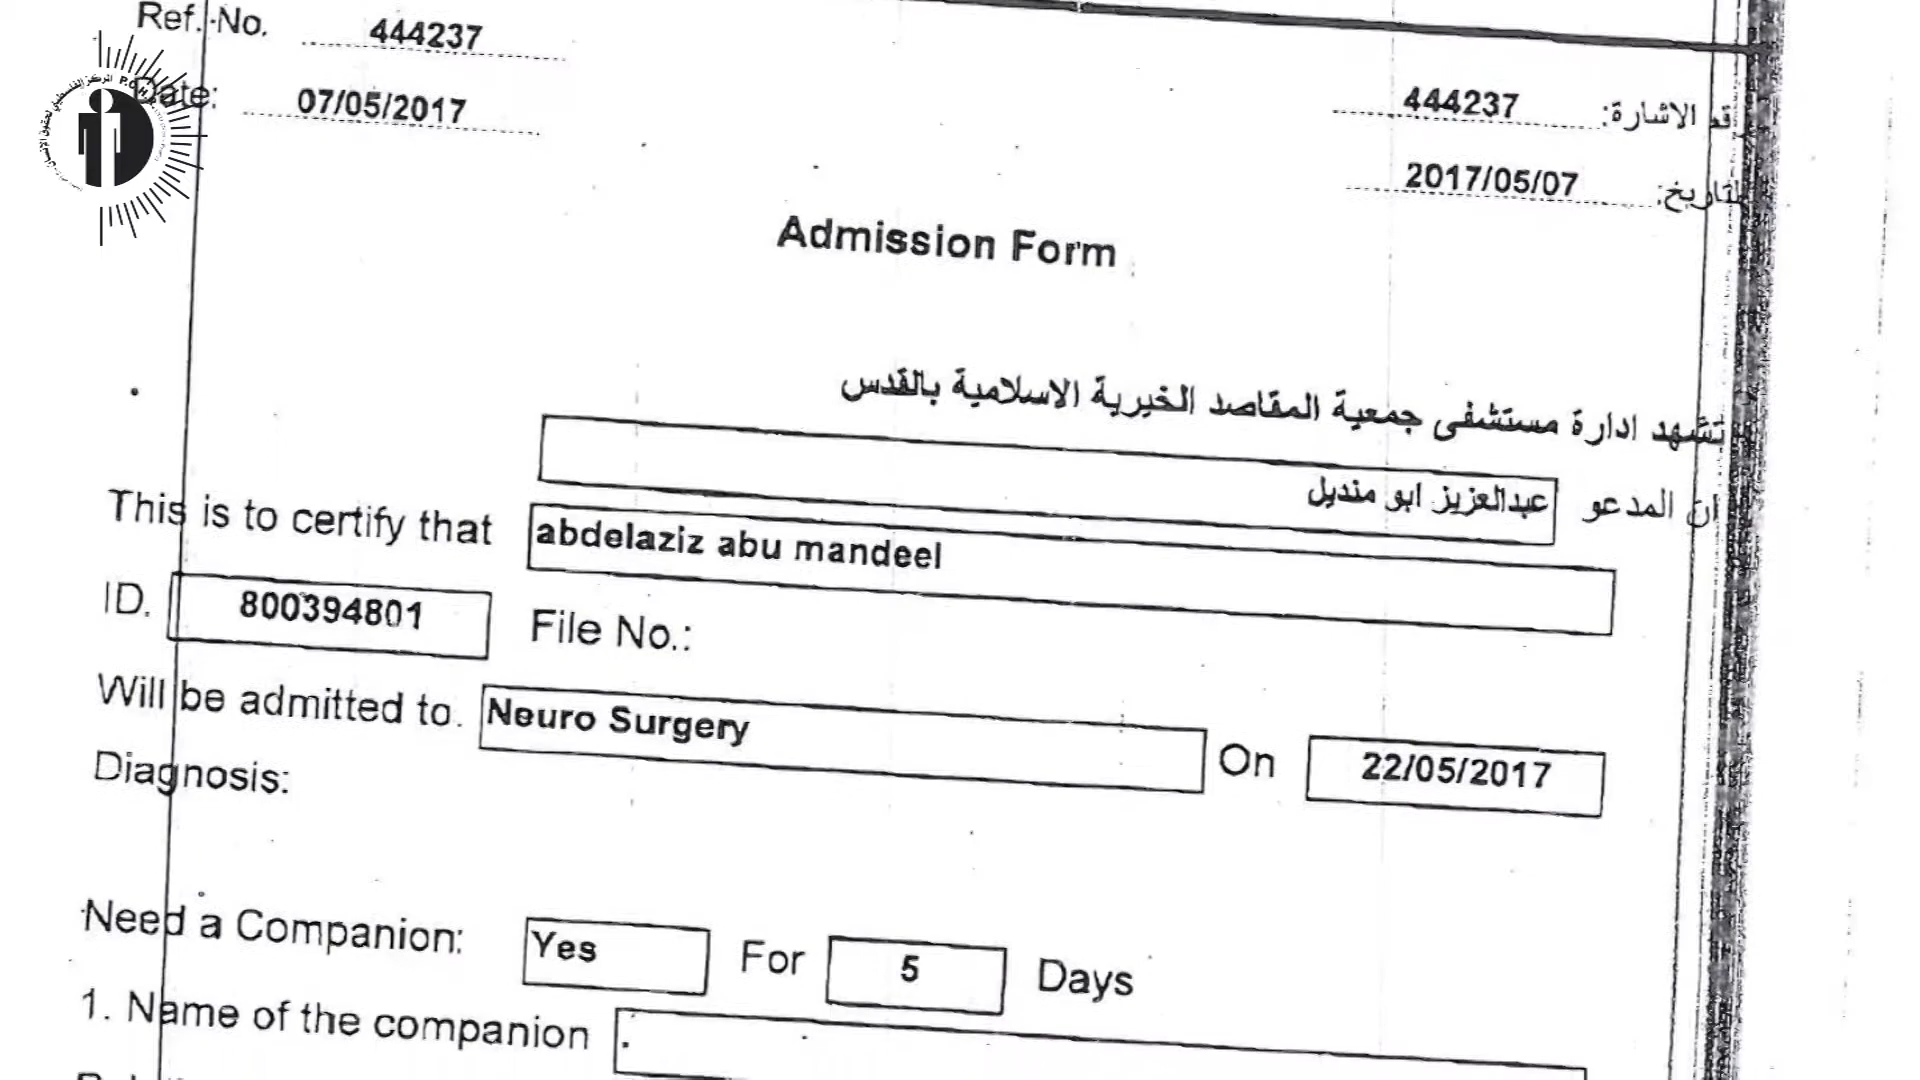 Ref. No. 444237
Date: 07/05/2017
444237 الاشارة:
2017/05/07 التاريخ:
Admission Form
تشهد ادارة مستشفى جمعية المقاصد الخيرية الاسلامية بالقدس
ان المدعو عبدالعزيز ابو منديل
This is to certify that abdelaziz abu mandeel
ID. 800394801 File No.:
Will be admitted to. Neuro Surgery On 22/05/2017
Diagnosis:
Need a Companion: Yes For 5 Days
1. Name of the companion .